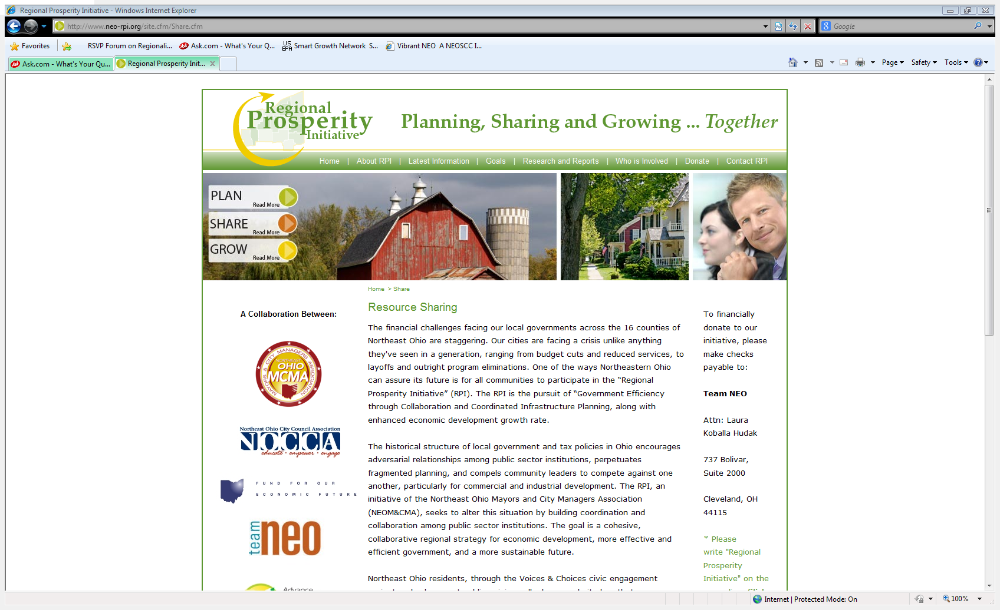 Regional Prosperity Initiative - Windows Internet Explorer
http://www.neo-rpi.org/site.cfm/Share.cfm
Google
Favorites
RSVP Forum on Regionali...
Ask.com - What's Your Q...
US EPA Smart Growth Network S...
Vibrant NEO A NEOSCC I...
Ask.com - What's Your Qu...
Regional Prosperity Init...
Page
Safety
Tools
Regional
Prosperity
Initiative
Planning, Sharing and Growing ... Together
Home | About RPI | Latest Information | Goals | Research and Reports | Who is Involved | Donate | Contact RPI
PLAN
Read More
SHARE
Read More
GROW
Read More
Home > Share
A Collaboration Between:
MAYORS & CITY MANAGERS ASSOCIATION
NORTHEAST
OHIO
MCMA
Northeast Ohio City Council Association
NOCCA
educate • empower • engage
FUND FOR OUR
ECONOMIC FUTURE
team neo
Advance
Resource Sharing
The financial challenges facing our local governments across the 16 counties of
Northeast Ohio are staggering. Our cities are facing a crisis unlike anything
they've seen in a generation, ranging from budget cuts and reduced services, to
layoffs and outright program eliminations. One of the ways Northeastern Ohio
can assure its future is for all communities to participate in the “Regional
Prosperity Initiative” (RPI). The RPI is the pursuit of “Government Efficiency
through Collaboration and Coordinated Infrastructure Planning, along with
enhanced economic development growth rate.
The historical structure of local government and tax policies in Ohio encourages
adversarial relationships among public sector institutions, perpetuates
fragmented planning, and compels community leaders to compete against one
another, particularly for commercial and industrial development. The RPI, an
initiative of the Northeast Ohio Mayors and City Managers Association
(NEOM&CMA), seeks to alter this situation by building coordination and
collaboration among public sector institutions. The goal is a cohesive,
collaborative regional strategy for economic development, more effective and
efficient government, and a more sustainable future.
Northeast Ohio residents, through the Voices & Choices civic engagement
To financially
donate to our
initiative, please
make checks
payable to:
Team NEO
Attn: Laura
Koballa Hudak
737 Bolivar,
Suite 2000
Cleveland, OH
44115
* Please
write "Regional
Prosperity
Initiative" on the
Internet | Protected Mode: On
100%